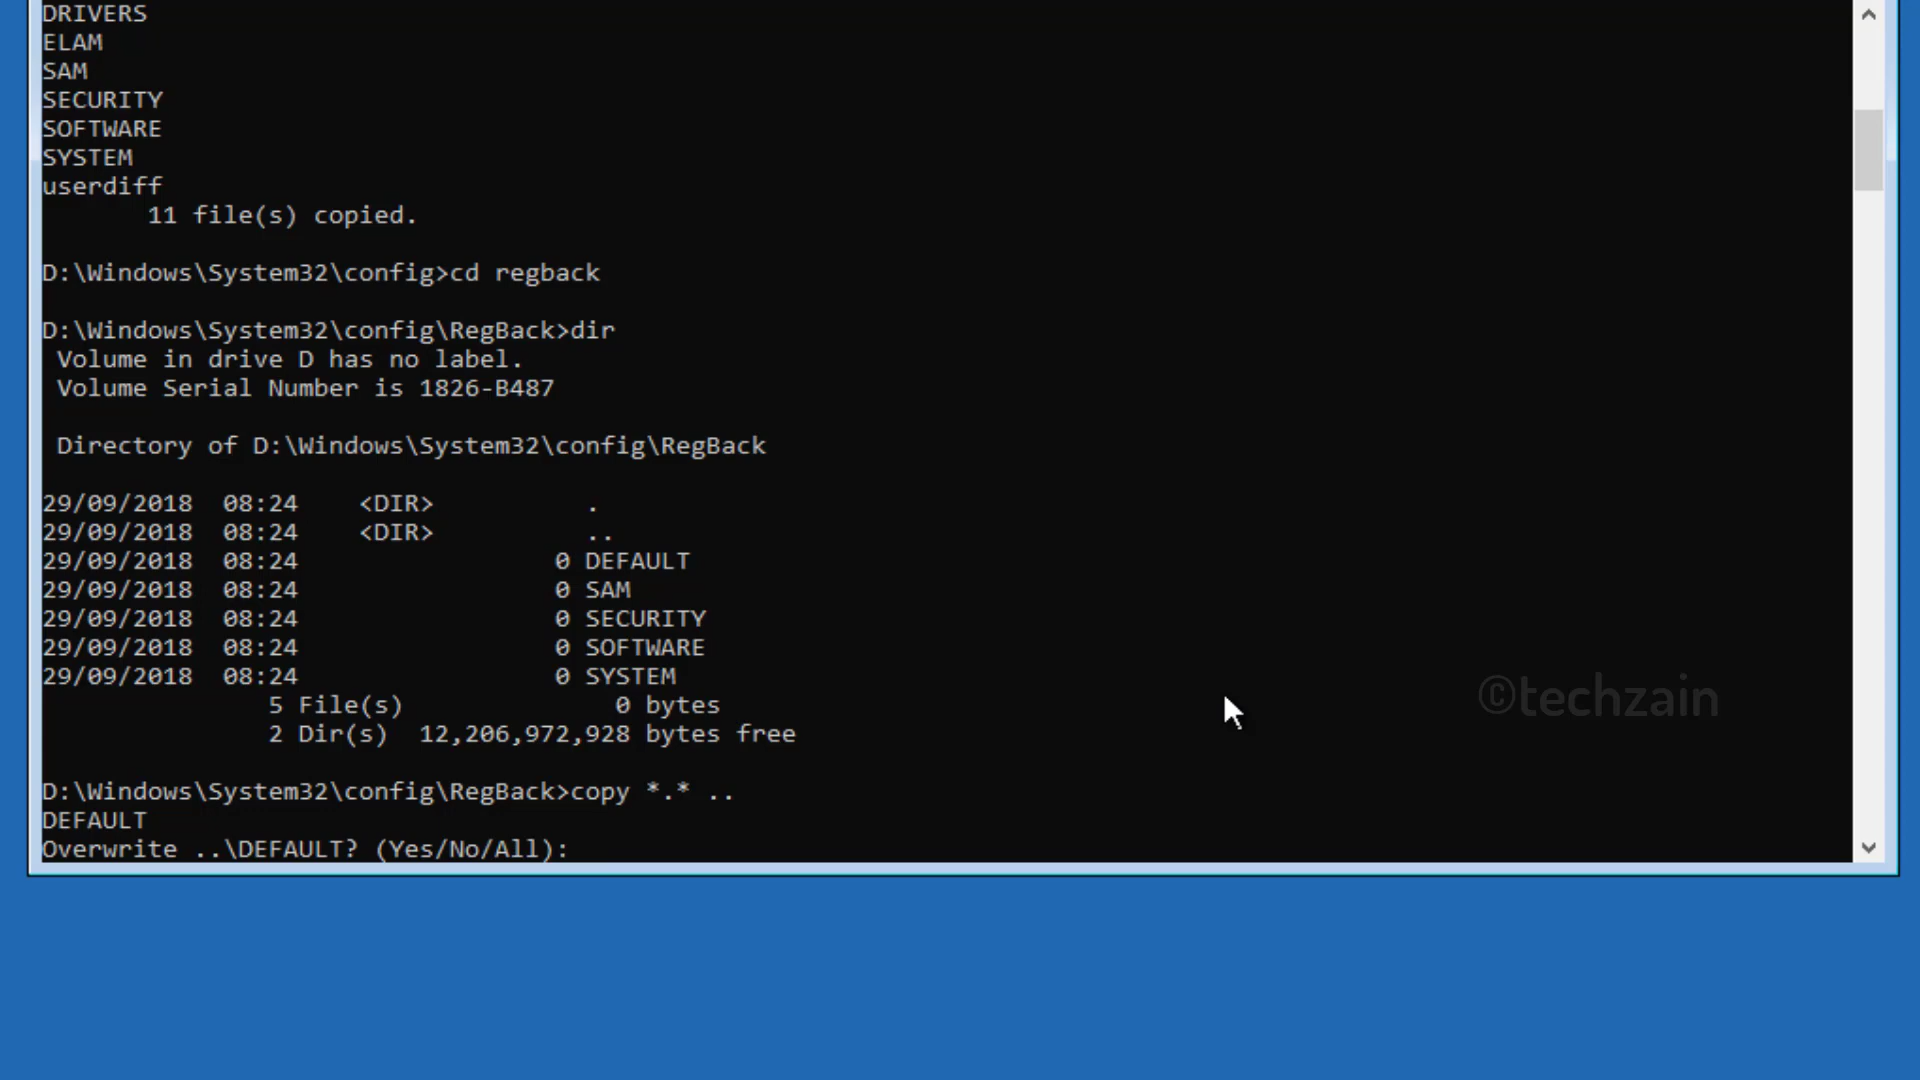 DRIVERS
ELAM
SAM
SECURITY
SOFTWARE
SYSTEM
userdiff
       11 file(s) copied.
D:\Windows\System32\config>cd regback
D:\Windows\System32\config\RegBack>dir
 Volume in drive D has no label.
 Volume Serial Number is 1826-B487
 Directory of D:\Windows\System32\config\RegBack
29/09/2018  08:24    <DIR>          .
29/09/2018  08:24    <DIR>          ..
29/09/2018  08:24                 0 DEFAULT
29/09/2018  08:24                 0 SAM
29/09/2018  08:24                 0 SECURITY
29/09/2018  08:24                 0 SOFTWARE
29/09/2018  08:24                 0 SYSTEM
               5 File(s)              0 bytes
               2 Dir(s)  12,206,972,928 bytes free
D:\Windows\System32\config\RegBack>copy *.* ..
DEFAULT
Overwrite ..\DEFAULT? (Yes/No/All):
©techzain